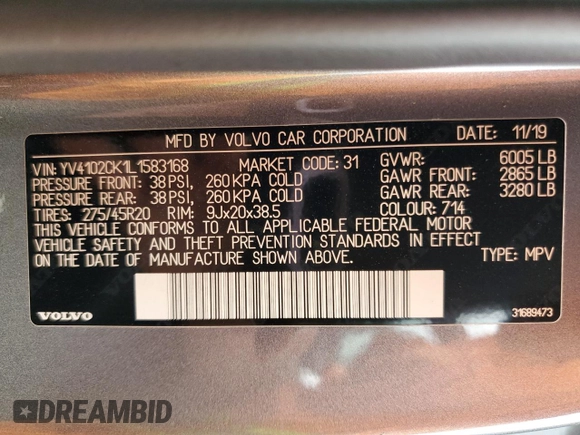 MFD BY VOLVO CAR CORPORATION DATE: 11/19
VIN: YV4102CK1L1583168 MARKET CODE: 31 GVWR: 6005 LB
PRESSURE FRONT: 38 PSI, 260 KPA COLD GAWR FRONT: 2865 LB
PRESSURE REAR: 38 PSI, 260 KPA COLD GAWR REAR: 3280 LB
TIRES: 275/45R20 RIM: 9Jx20x38.5 COLOUR: 714
THIS VEHICLE CONFORMS TO ALL APPLICABLE FEDERAL MOTOR
VEHICLE SAFETY AND THEFT PREVENTION STANDARDS IN EFFECT
ON THE DATE OF MANUFACTURE SHOWN ABOVE. TYPE: MPV
VOLVO 31689473
DREAMBID